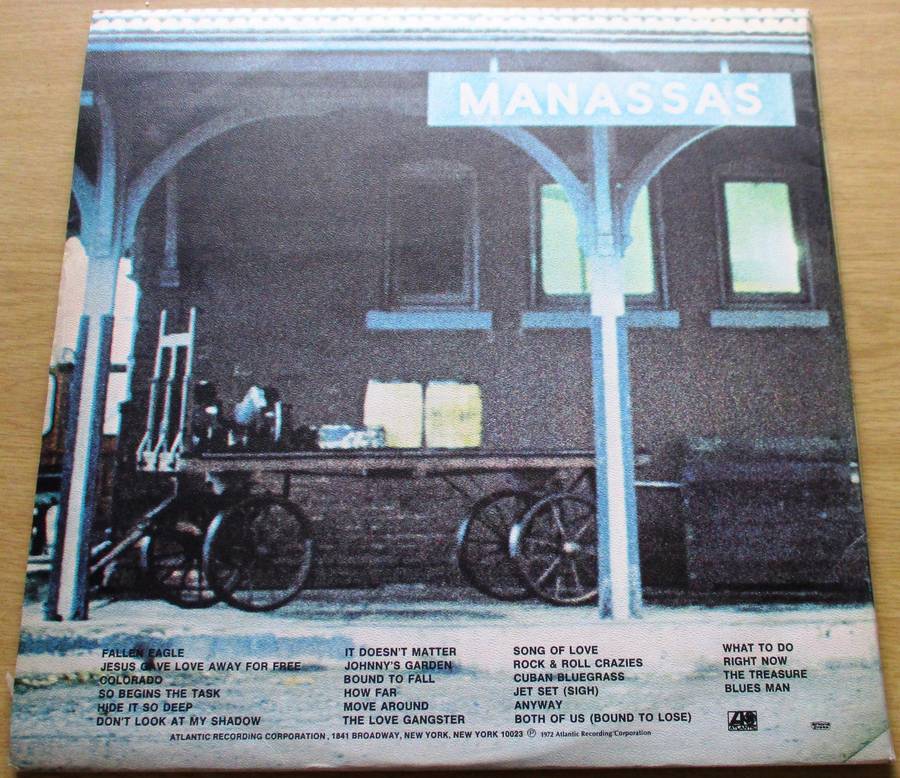 MANASSAS
FALLEN EAGLE
JESUS GAVE LOVE AWAY FOR FREE
COLORADO
SO BEGINS THE TASK
HIDE IT SO DEEP
DON'T LOOK AT MY SHADOW
IT DOESN'T MATTER
JOHNNY'S GARDEN
BOUND TO FALL
HOW FAR
MOVE AROUND
THE LOVE GANGSTER
SONG OF LOVE
ROCK & ROLL CRAZIES
CUBAN BLUEGRASS
JET SET (SIGH)
ANYWAY
BOTH OF US (BOUND TO LOSE)
WHAT TO DO
RIGHT NOW
THE TREASURE
BLUES MAN
ATLANTIC
ATLANTIC RECORDING CORPORATION, 1841 BROADWAY, NEW YORK, NEW YORK 10023 Ⓟ 1972 Atlantic Recording Corporation